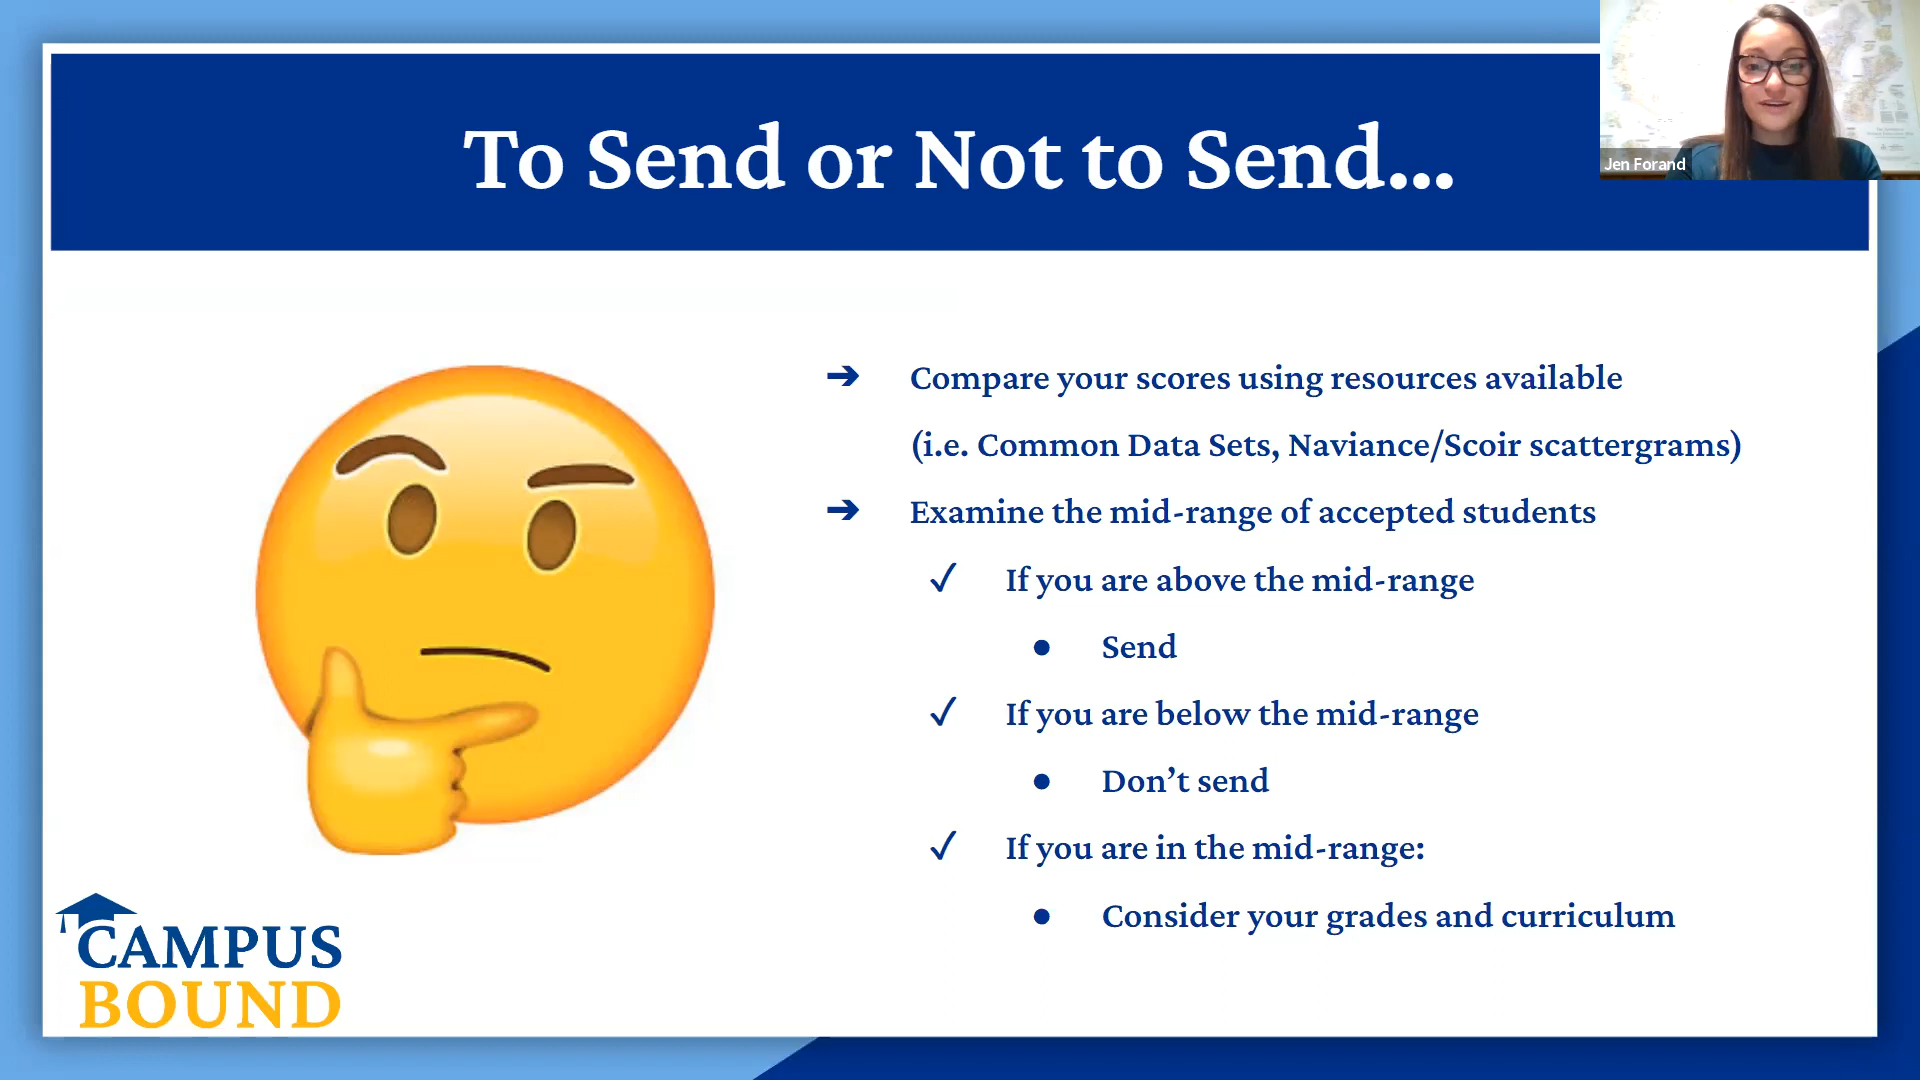 To Send or Not to Send...
Jen Forand
➔ Compare your scores using resources available
(i.e. Common Data Sets, Naviance/Scoir scattergrams)
➔ Examine the mid-range of accepted students
✓ If you are above the mid-range
● Send
✓ If you are below the mid-range
● Don’t send
✓ If you are in the mid-range:
● Consider your grades and curriculum
CAMPUS
BOUND